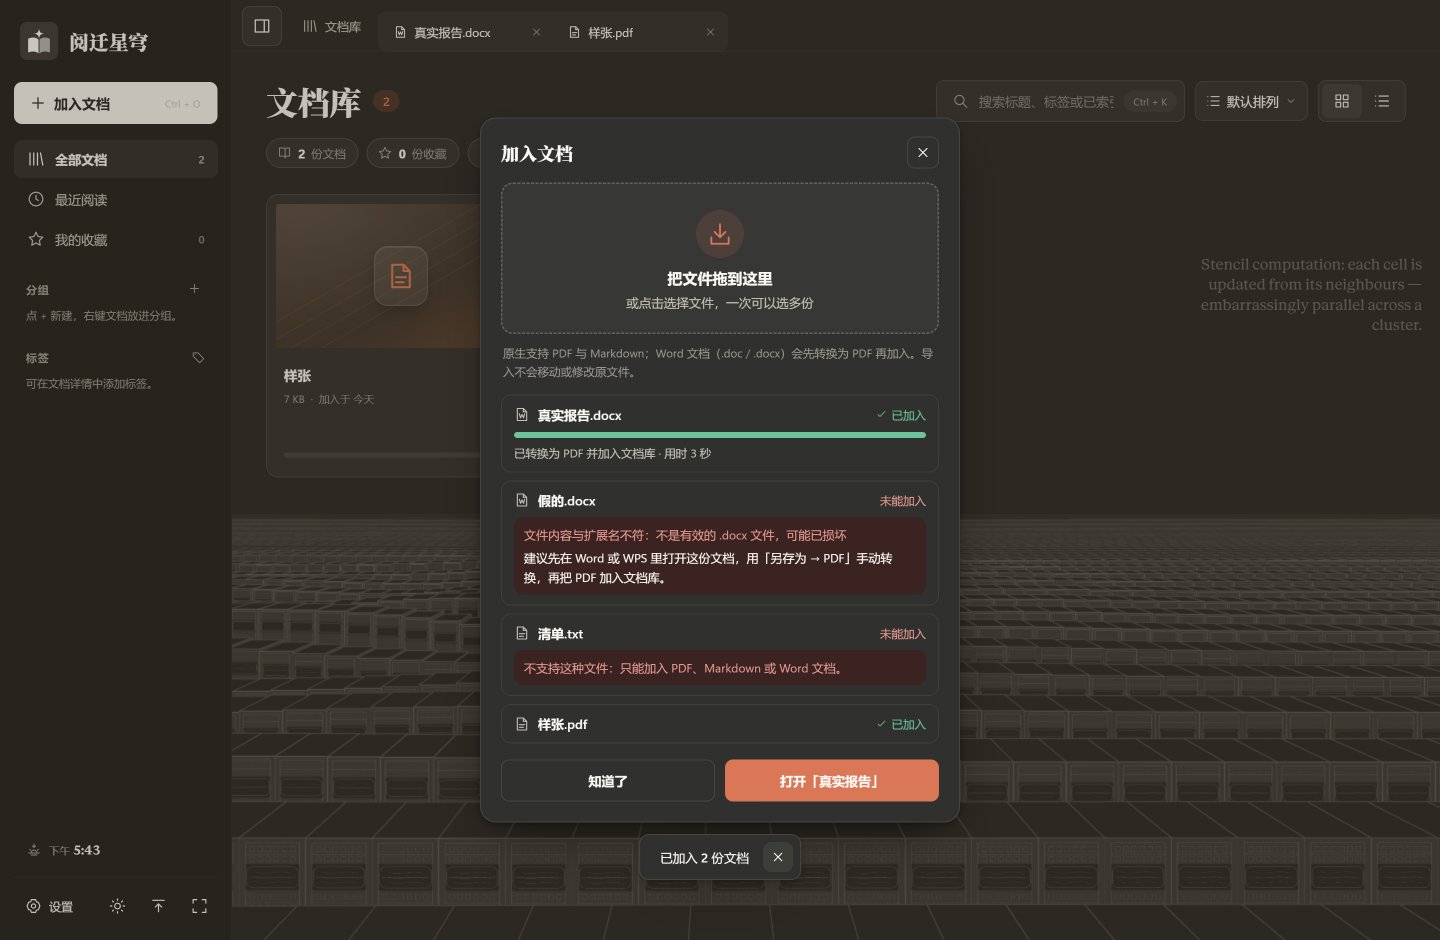 阅迁星穹
加入文档
Ctrl + O
全部文档
2
最近阅读
我的收藏
0
分组
点 + 新建，右键文档放进分组。
标签
可在文档详情中添加标签。
下午 5:43
设置
文档库
真实报告.docx
样张.pdf
文档库
2
搜索标题、标签或已索
Ctrl + K
默认排列
2 份文档
0 份收藏
样张
7 KB · 加入于 今天
Stencil computation: each cell is
updated from its neighbours —
embarrassingly parallel across a
cluster.
加入文档
把文件拖到这里
或点击选择文件，一次可以选多份
原生支持 PDF 与 Markdown；Word 文档（.doc / .docx）会先转换为 PDF 再加入。导
入不会移动或修改原文件。
真实报告.docx
已加入
已转换为 PDF 并加入文档库 · 用时 3 秒
假的.docx
未能加入
文件内容与扩展名不符：不是有效的 .docx 文件，可能已损坏
建议先在 Word 或 WPS 里打开这份文档，用「另存为 → PDF」手动转
换，再把 PDF 加入文档库。
清单.txt
未能加入
不支持这种文件：只能加入 PDF、Markdown 或 Word 文档。
样张.pdf
已加入
知道了
打开「真实报告」
已加入 2 份文档